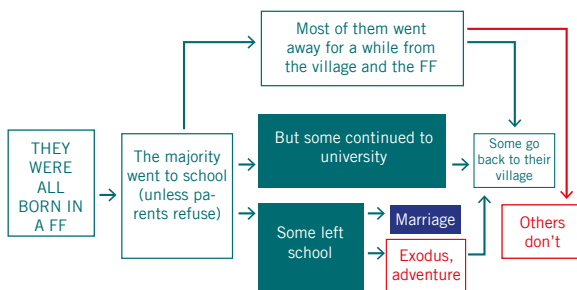 THEY
WERE
ALL
BORN IN
A FF
The majority
went to school
(unless pa-
rents refuse)
Most of them went
away for a while from
the village and the FF
But some continued to
university
Some left
school
Marriage
Exodus,
adventure
Some go
back to their
village
Others
don't